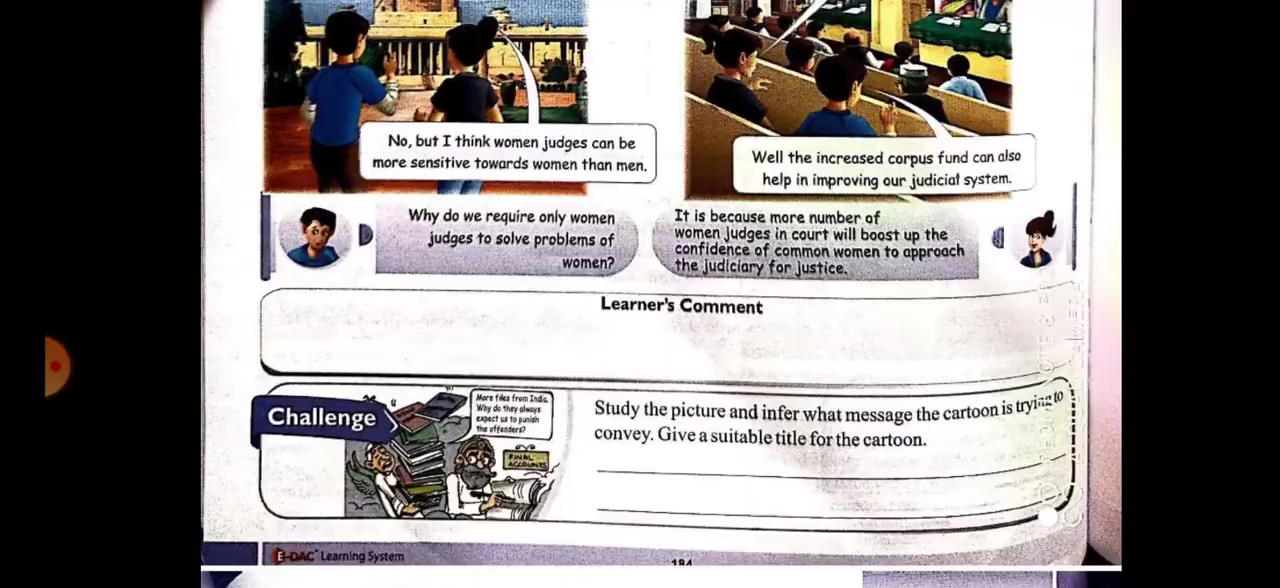 No, but I think women judges can be
more sensitive towards women than men.
Well the increased corpus fund can also
help in improving our judicial system.
Why do we require only women
judges to solve problems of
women?
It is because more number of
women judges in court will boost up the
confidence of common women to approach
the judiciary for justice.
Learner's Comment
Challenge
More files from India
Why do they always
expect us to punish
the offenders?
FINAL
ACCOUNTS
Study the picture and infer what message the cartoon is trying to
convey. Give a suitable title for the cartoon.
E-DAC Learning System
184